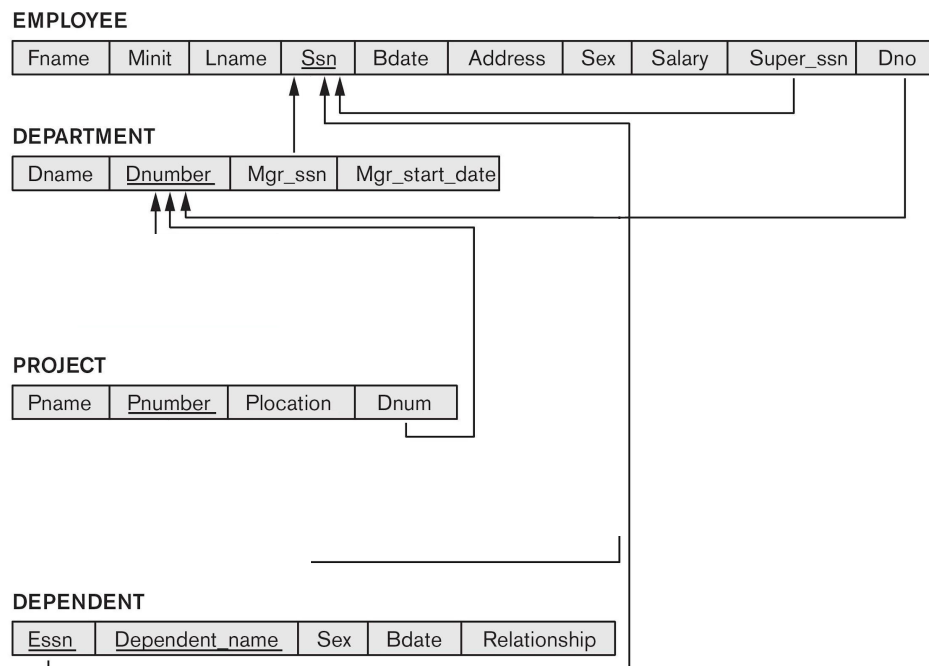 EMPLOYEE
Fname Minit Lname Ssn Bdate Address Sex Salary Super_ssn Dno
DEPARTMENT
Dname Dnumber Mgr_ssn Mgr_start_date
PROJECT
Pname Pnumber Plocation Dnum
DEPENDENT
Essn Dependent_name Sex Bdate Relationship